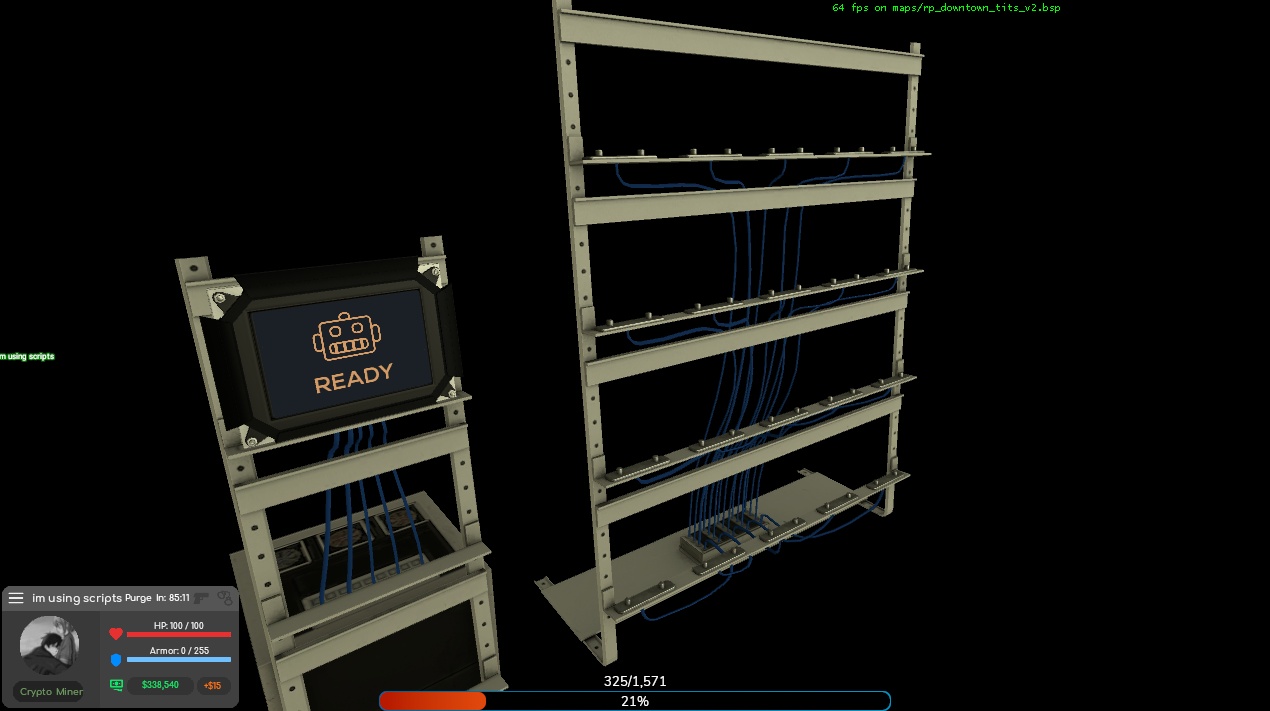 64 fps on maps/rp_downtown_tits_v2.bsp
READY
m using scripts
im using scripts Purge In: 85:11
HP: 100 / 100
Armor: 0 / 255
Crypto Miner
$338,540
+$15
325/1,571
21%